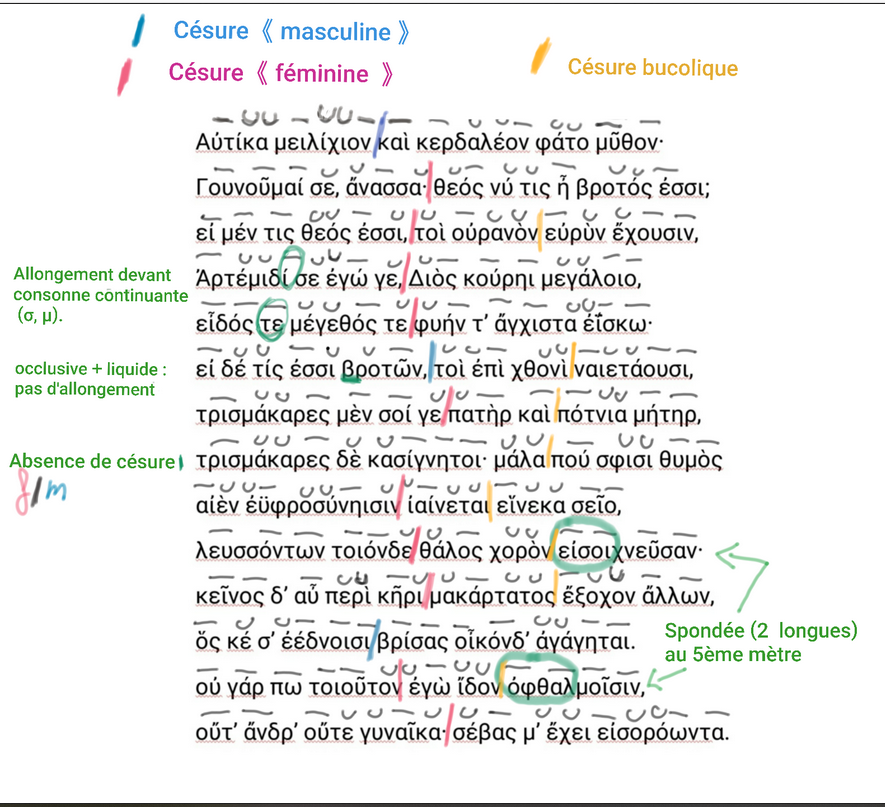 Césure 《 masculine 》
Césure 《 féminine 》
Césure bucolique
Αὐτίκα μειλίχιον καὶ κερδαλέον φάτο μῦθον·
Γουνοῦμαί σε, ἄνασσα· θεός νύ τις ἦ βροτός ἐσσι;
εἰ μέν τις θεός ἐσσι, τοὶ οὐρανὸν εὐρὺν ἔχουσιν,
Ἀρτέμιδί σε ἐγώ γε, Διὸς κούρηι μεγάλοιο,
εἶδός τε μέγεθός τε φυήν τ’ ἄγχιστα ἐΐσκω·
εἰ δέ τίς ἐσσι βροτῶν, τοὶ ἐπὶ χθονὶ ναιετάουσι,
τρισμάκαρες μὲν σοί γε πατὴρ καὶ πότνια μήτηρ,
τρισμάκαρες δὲ κασίγνητοι· μάλα πού σφισι θυμὸς
αἰὲν ἐϋφροσύνηισιν ἰαίνεται εἵνεκα σεῖο,
λευσσόντων τοιόνδε θάλος χορὸν εἰσοιχνεῦσαν·
κεῖνος δ’ αὖ περὶ κῆρι μακάρτατος ἔξοχον ἄλλων,
ὅς κέ σ’ ἐέδνοισι βρίσας οἶκόνδ’ ἀγάγηται.
οὐ γάρ πω τοιοῦτον ἐγὼ ἴδον ὀφθαλμοῖσιν,
οὔτ’ ἄνδρ’ οὔτε γυναῖκα· σέβας μ’ ἔχει εἰσορόωντα.
Allongement devant
consonne continuante
(σ, μ).
occlusive + liquide :
pas d'allongement
Absence de césure
f/m
Spondée (2 longues)
au 5ème mètre